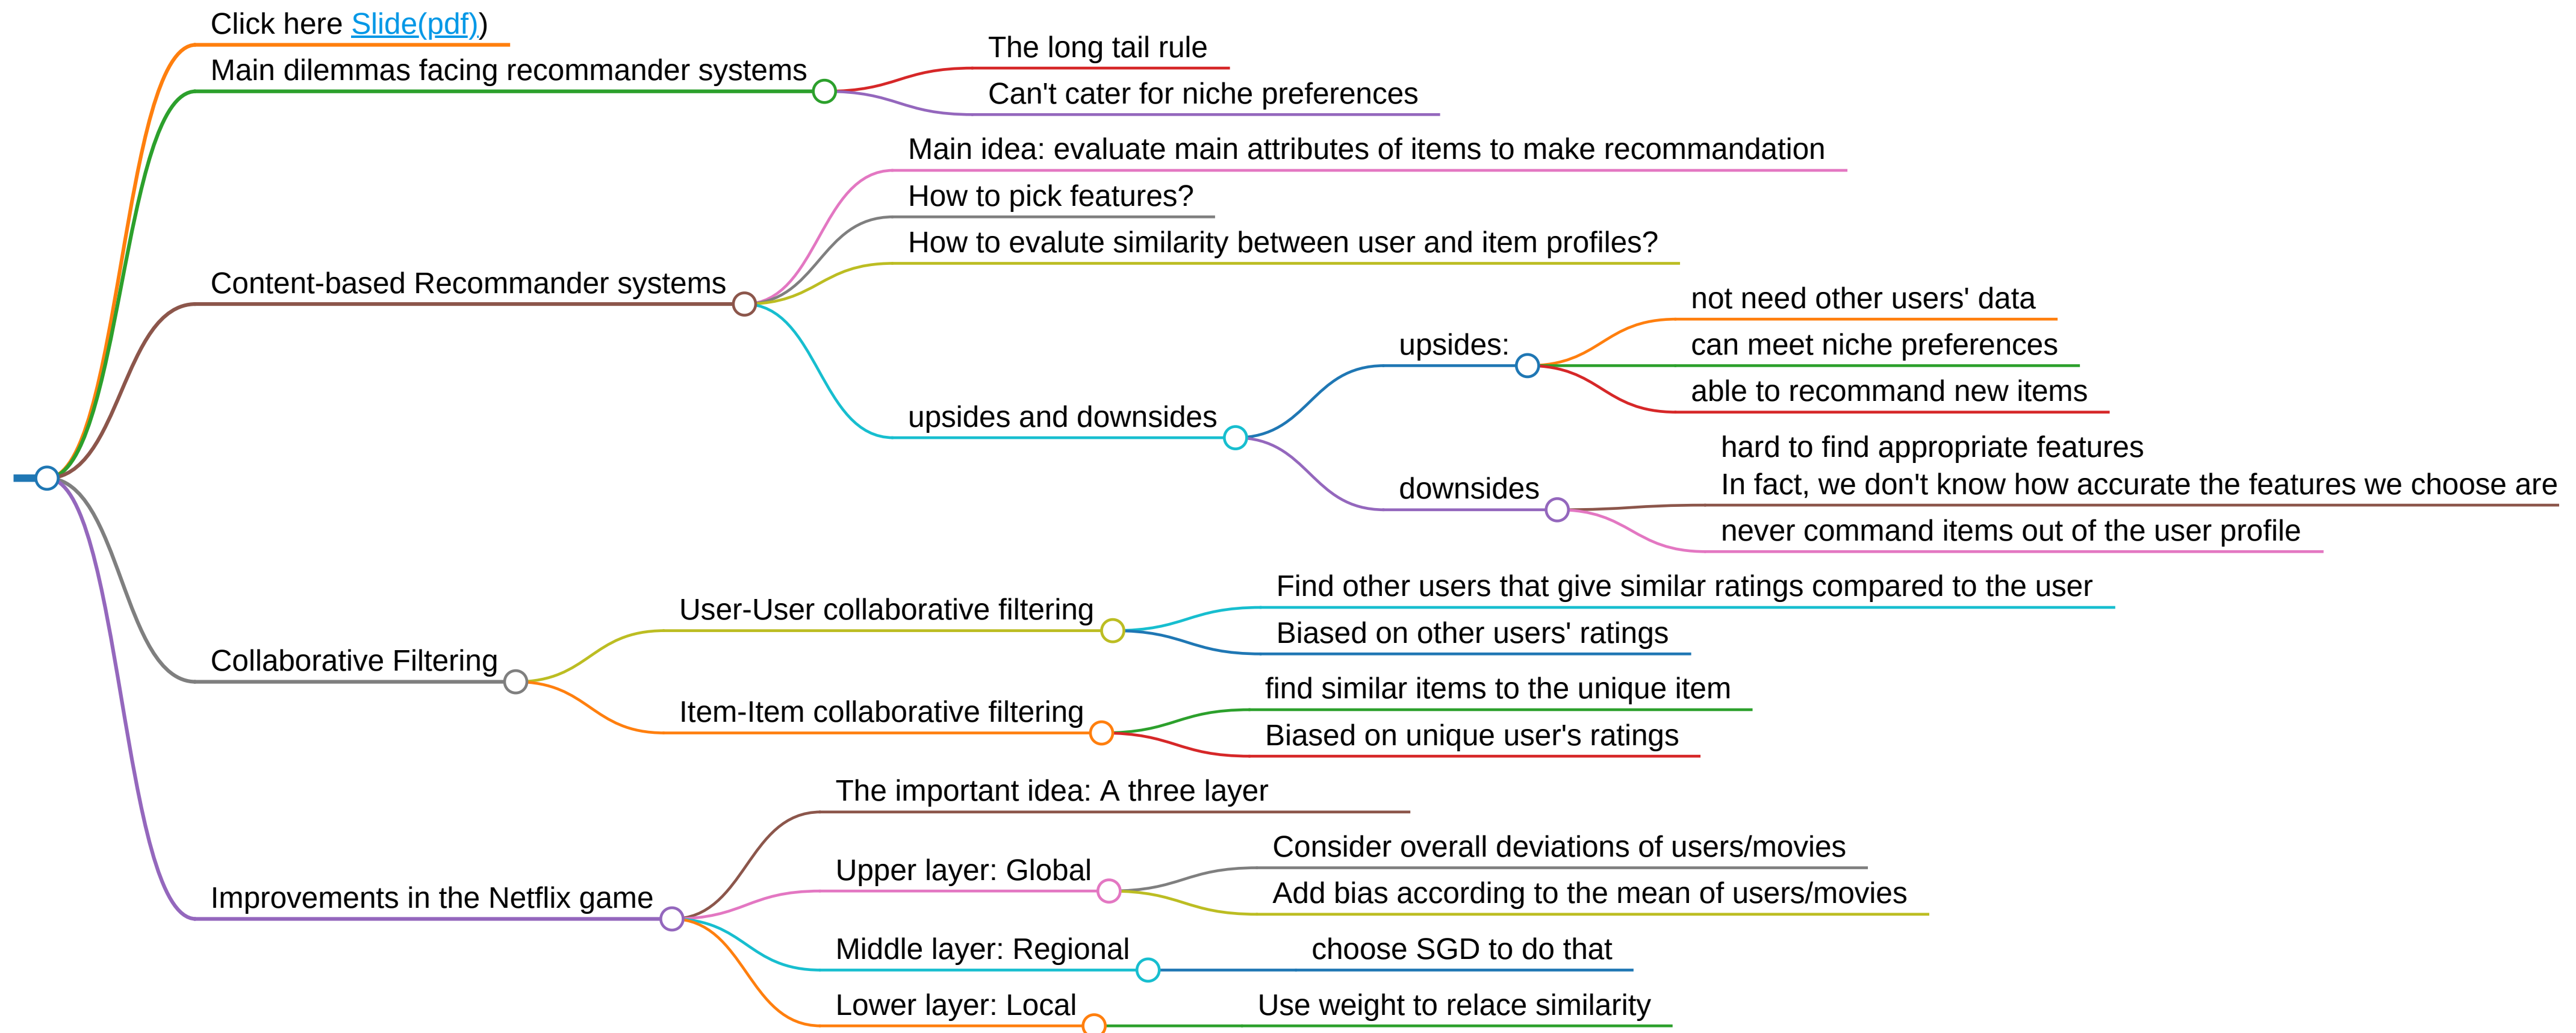 Click here Slide(pdf))
Main dilemmas facing recommander systems
The long tail rule
Can't cater for niche preferences
Content-based Recommander systems
Main idea: evaluate main attributes of items to make recommandation
How to pick features?
How to evalute similarity between user and item profiles?
upsides and downsides
upsides:
not need other users' data
can meet niche preferences
able to recommand new items
downsides
hard to find appropriate features
In fact, we don't know how accurate the features we choose are
never command items out of the user profile
Collaborative Filtering
User-User collaborative filtering
Find other users that give similar ratings compared to the user
Biased on other users' ratings
Item-Item collaborative filtering
find similar items to the unique item
Biased on unique user's ratings
Improvements in the Netflix game
The important idea: A three layer
Upper layer: Global
Consider overall deviations of users/movies
Add bias according to the mean of users/movies
Middle layer: Regional
choose SGD to do that
Lower layer: Local
Use weight to relace similarity